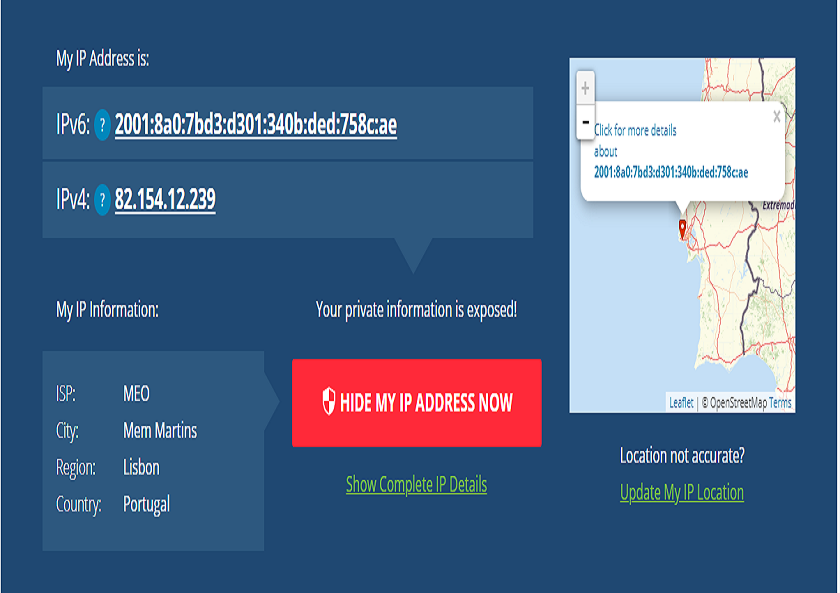 My IP Address is:
IPv6: ? 2001:8a0:7bd3:d301:340b:ded:758c:ae
IPv4: ? 82.154.12.239
My IP Information:
ISP: MEO
City: Mem Martins
Region: Lisbon
Country: Portugal
Your private information is exposed!
HIDE MY IP ADDRESS NOW
Show Complete IP Details
+
-
×
Click for more details
about
2001:8a0:7bd3:d301:340b:ded:758c:ae
Extremad
Leaflet | © OpenStreetMap Terms
Location not accurate?
Update My IP Location